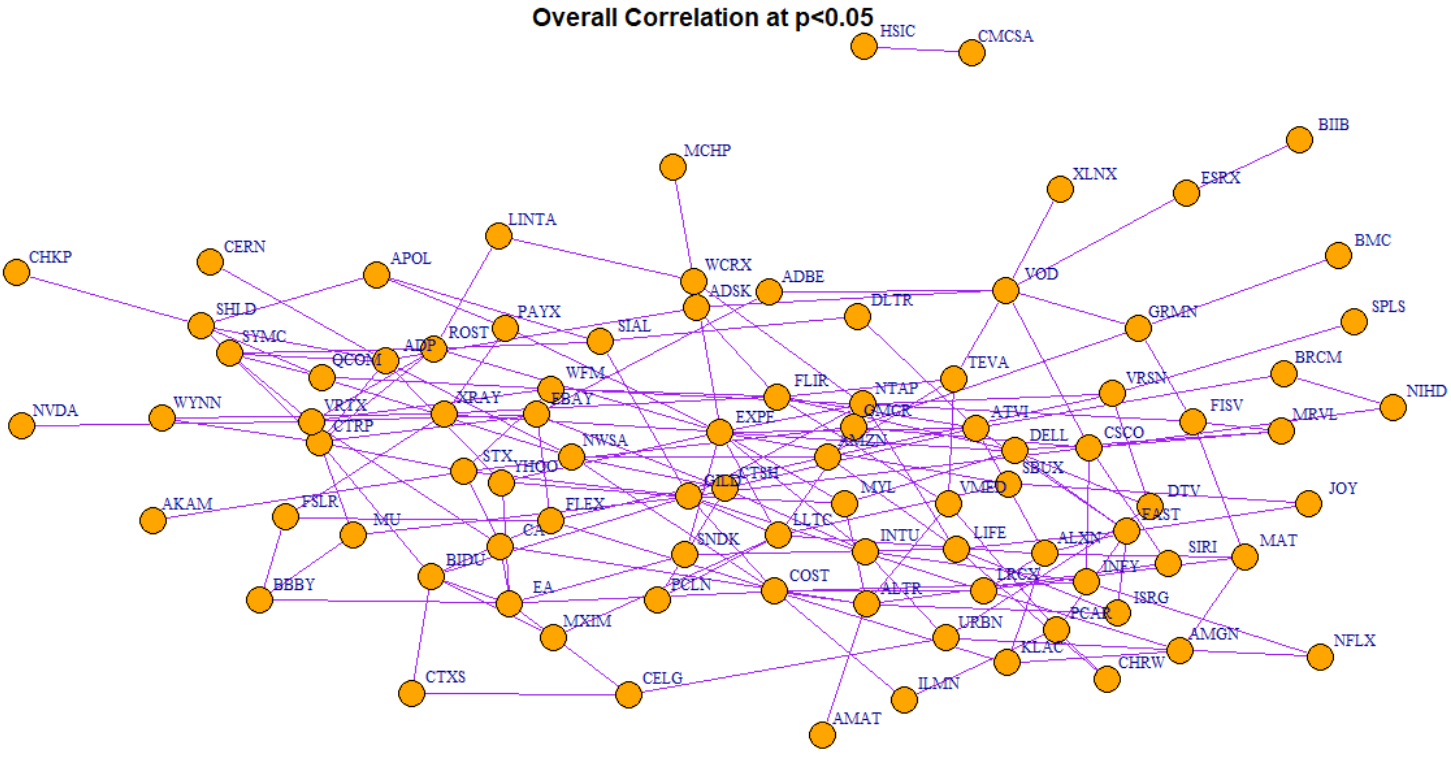 Overall Correlation at p<0.05
HSIC
CMCSA
BIIB
MCHP
XLNX
ESRX
LINTA
CHKP
CERN
APOL
BMC
WCRX
ADBE
VOD
ADSK
DLTR
GRMN
SPLS
SHLD
PAYX
SIAL
SYMC
ROST
ADP
QCOM
TEVA
BRCM
WFM
FLIR
NTAP
VRSN
NIHD
NVDA
WYNN
VRTX
XRAY
EBAY
EXPE
QMGR
ATVI
FISV
MRVL
CTRP
NWSA
AMZN
DELL
CSCO
STX
YHOO
GILD
CTSH
SBUX
AKAM
FSLR
MU
FLEX
MYL
VMED
DTV
JOY
FAST
CA
LLTC
SNDK
INTU
LIFE
ALXN
SIRI
MAT
BIDU
BBBY
EA
PCLN
COST
ALTR
LRCX
INFY
ISRG
MXIM
URBN
PCAR
KLAC
AMGN
NFLX
CTXS
CELG
ILMN
CHRW
AMAT